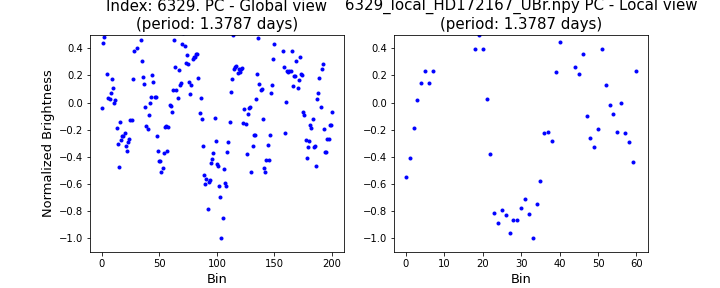 Index: 6329. PC - Global view
(period: 1.3787 days)
6329_local_HD172167_UBr.npy PC - Local view
(period: 1.3787 days)
Normalized Brightness
0.4
0.2
0.0
−0.2
−0.4
−0.6
−0.8
−1.0
0 50 100 150 200
Bin
0.4
0.2
0.0
−0.2
−0.4
−0.6
−0.8
−1.0
0 10 20 30 40 50 60
Bin